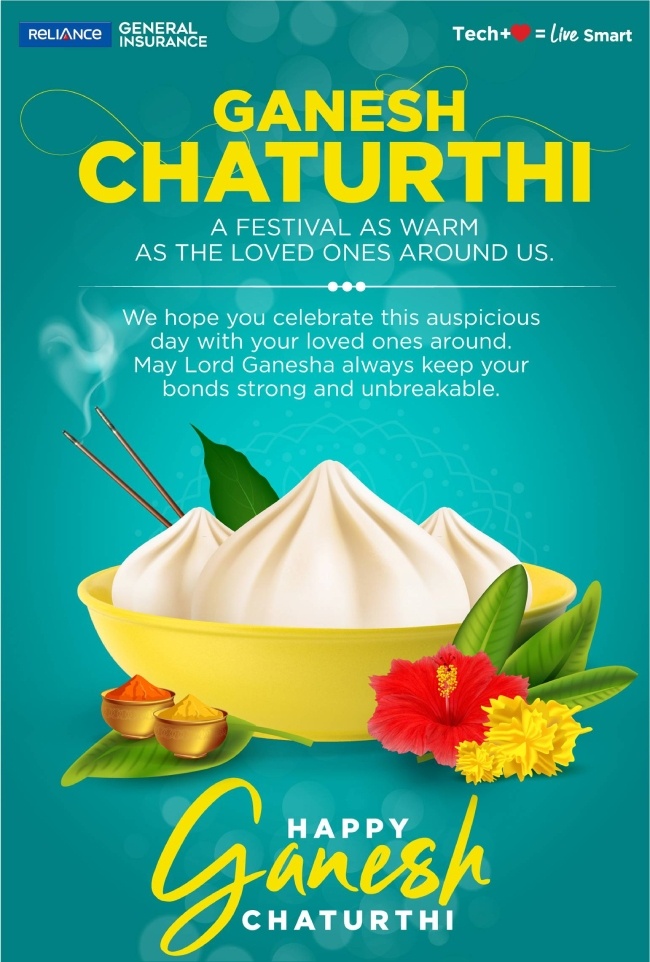 RELIANCE GENERAL INSURANCE
Tech+❤ = Live Smart
GANESH
CHATURTHI
A FESTIVAL AS WARM
AS THE LOVED ONES AROUND US.
We hope you celebrate this auspicious
day with your loved ones around.
May Lord Ganesha always keep your
bonds strong and unbreakable.
HAPPY
Ganesh
CHATURTHI